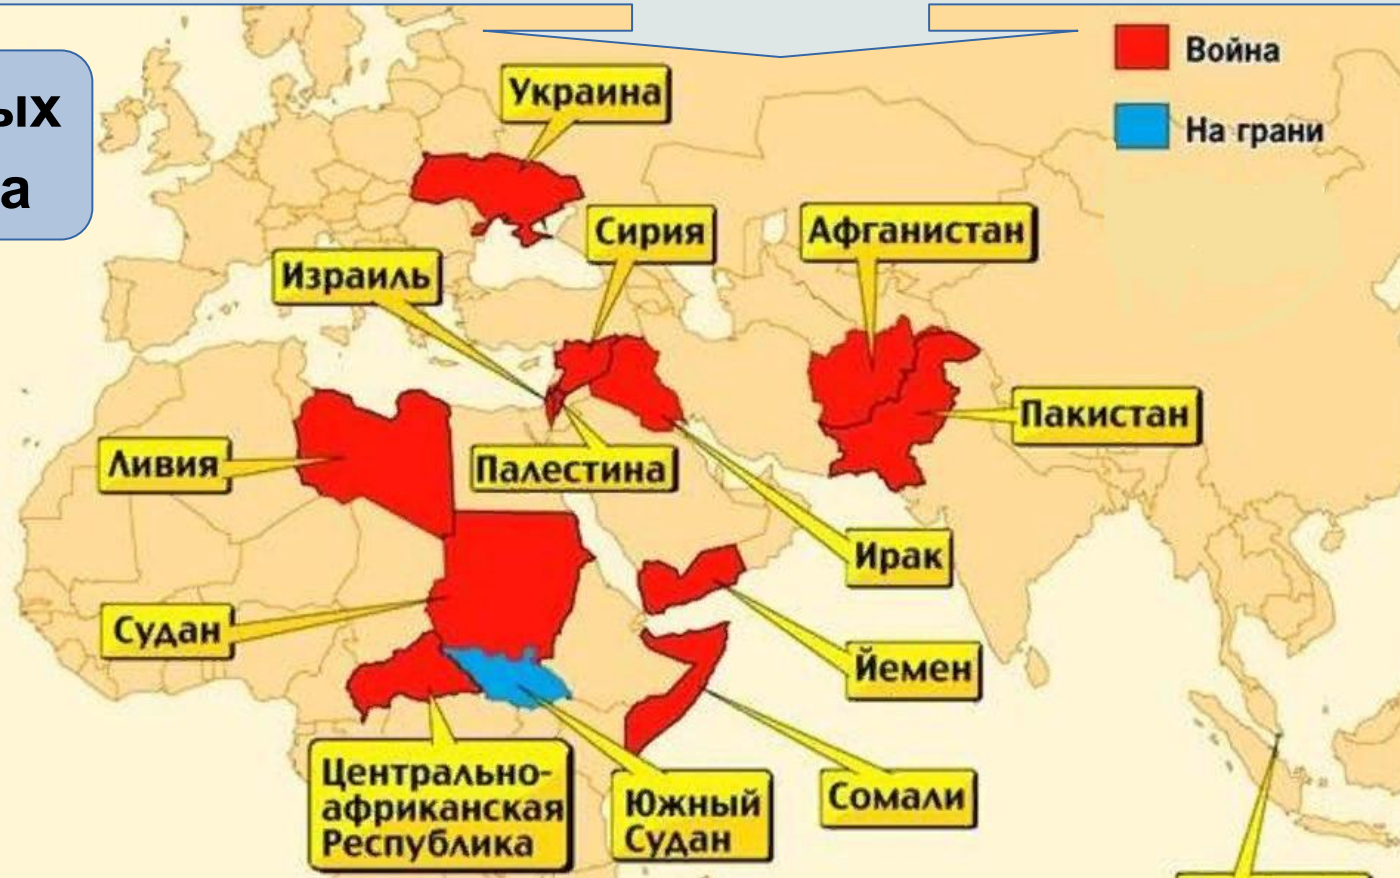 ых
а
Война
На грани
Украина
Сирия
Афганистан
Израиль
Пакистан
Ливия
Палестина
Ирак
Судан
Йемен
Центрально-
африканская
Республика
Южный
Судан
Сомали